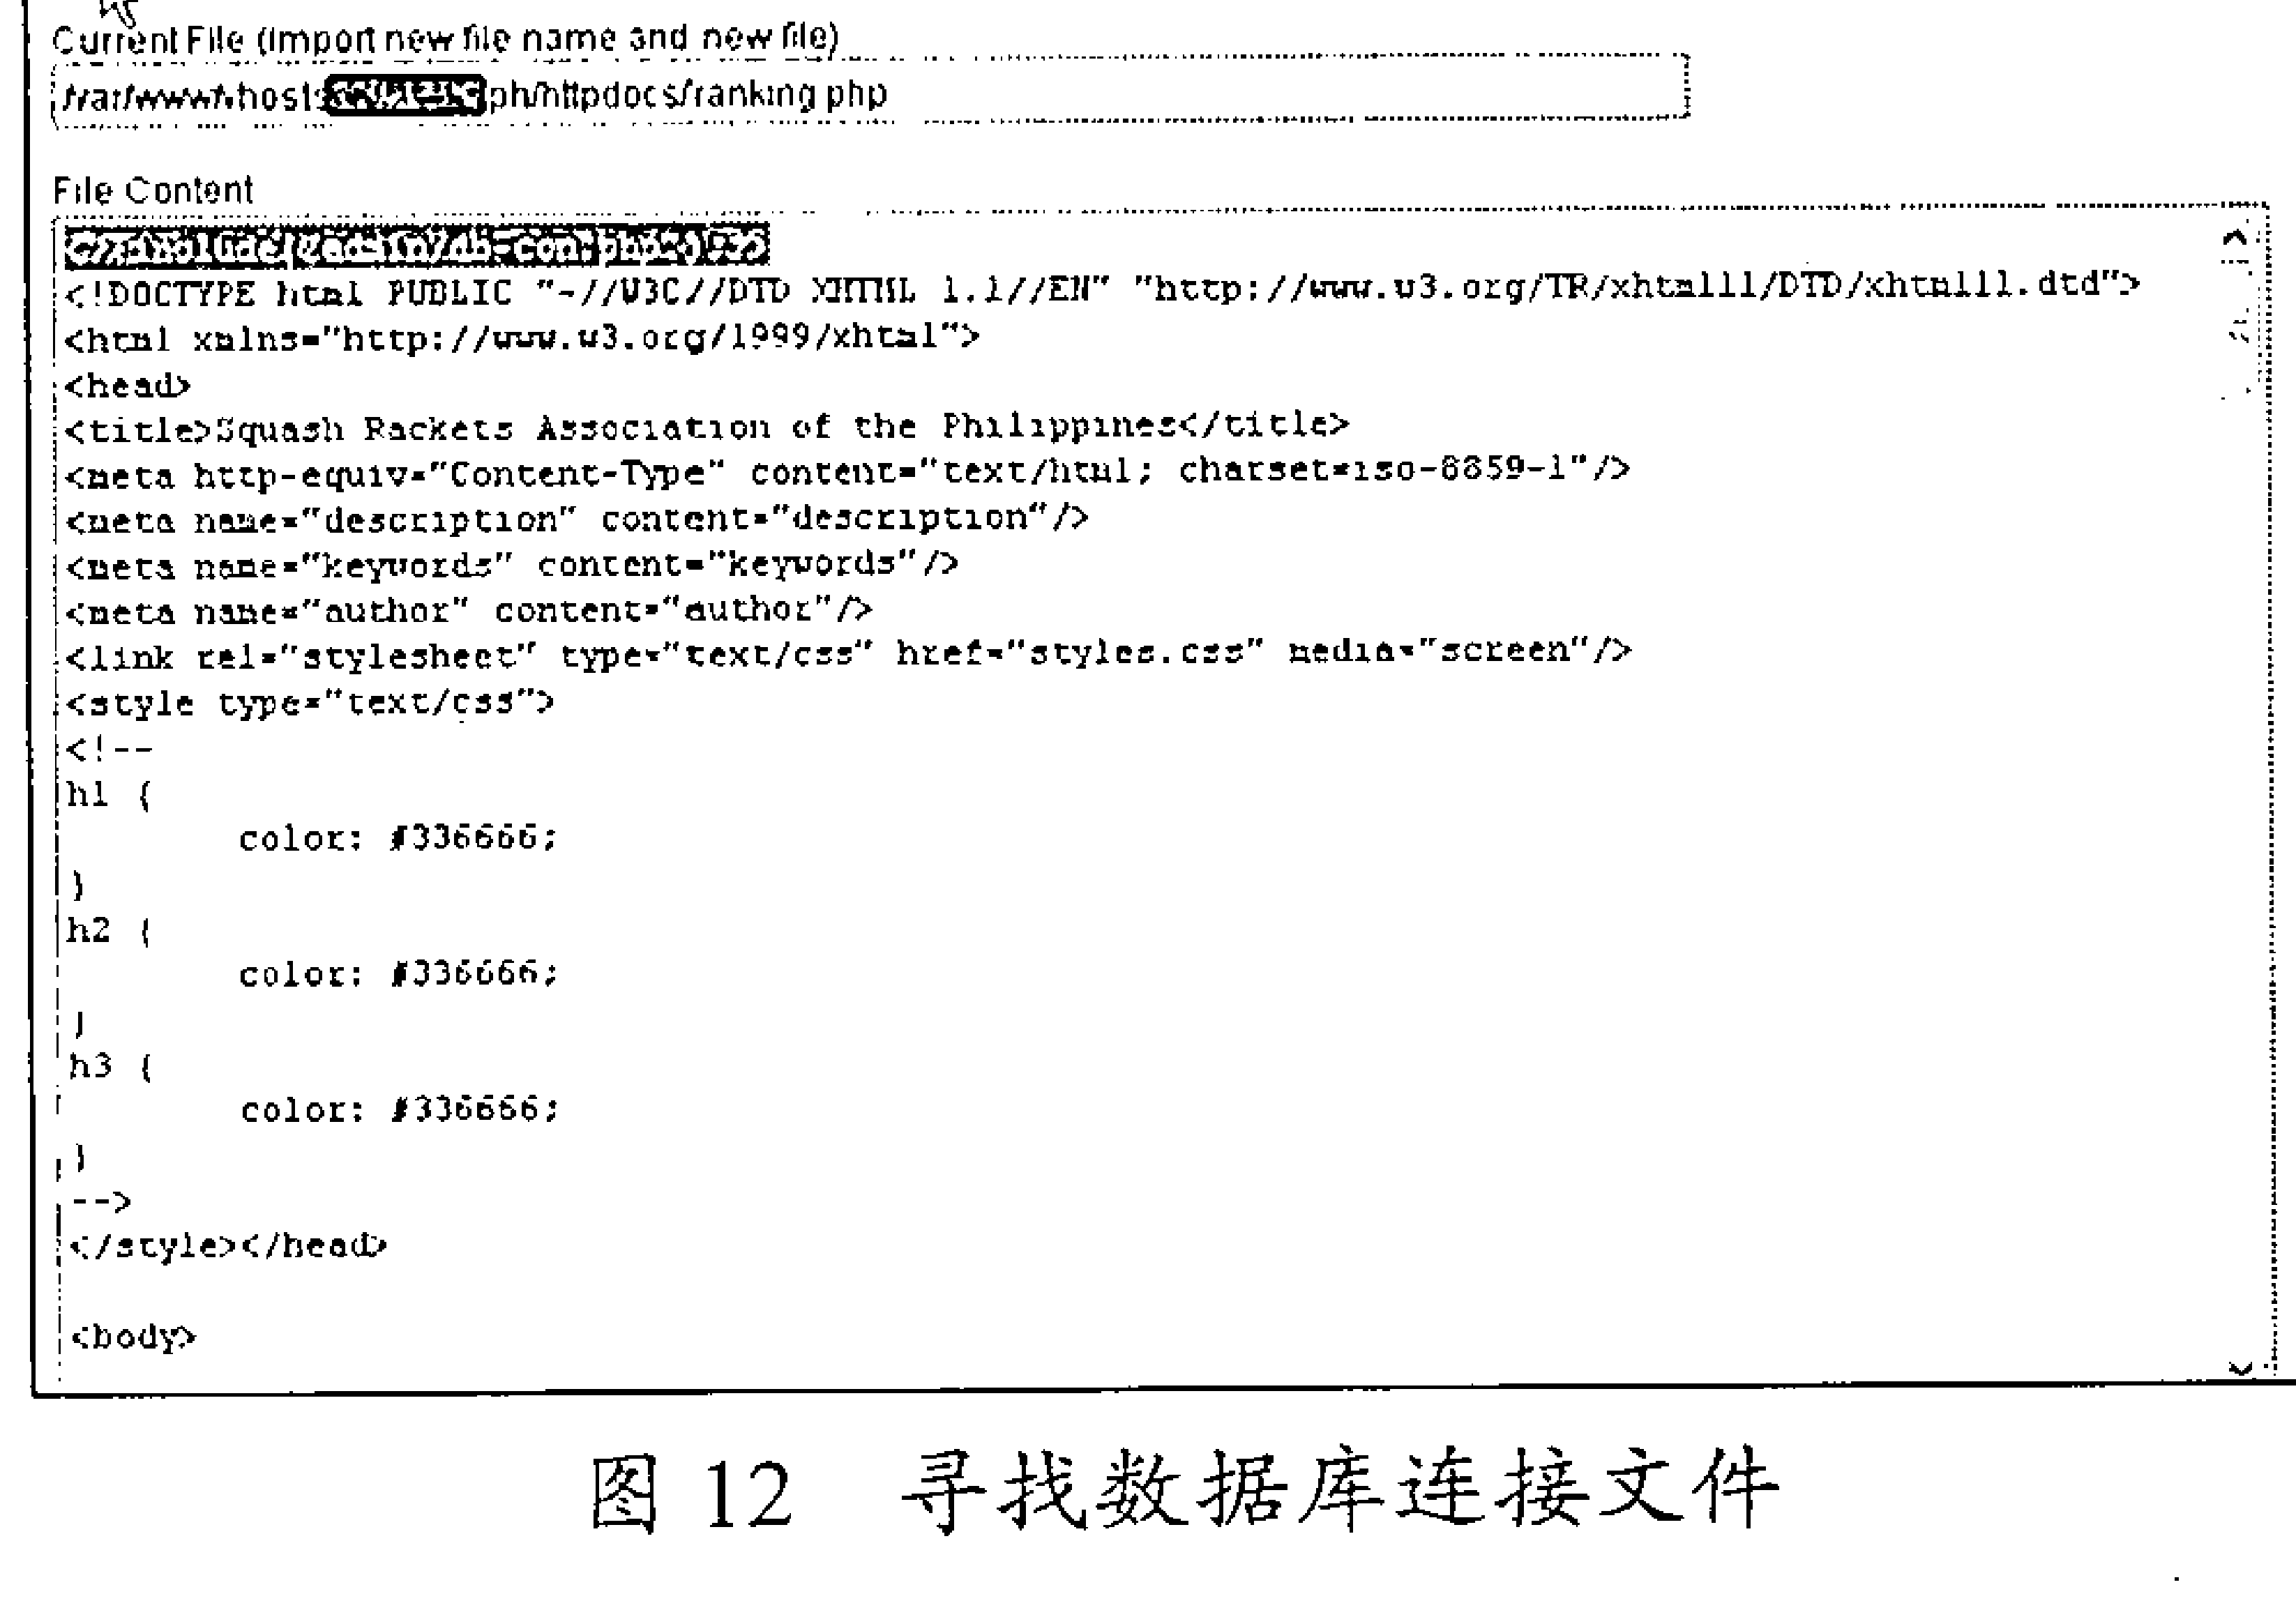 Current File (import new file name and new file)
/var/www/vhosts ph/httpdocs/ranking.php
File Content
<!DOCTYPE html PUBLIC "-//W3C//DTD XHTML 1.1//EN" "http://www.w3.org/TR/xhtml11/DTD/xhtml11.dtd">
<html xmlns="http://www.w3.org/1999/xhtml">
<head>
<title>Squash Rackets Association of the Philippines</title>
<meta http-equiv="Content-Type" content="text/html; charset=iso-8859-1"/>
<meta name="description" content="description"/>
<meta name="keywords" content="keywords"/>
<meta name="author" content="author"/>
<link rel="stylesheet" type="text/css" href="styles.css" media="screen"/>
<style type="text/css">
<!--
h1 {
color: #336666;
}
h2 {
color: #336666;
}
h3 {
color: #336666;
}
-->
</style></head>
<body>
图 12 寻找数据库连接文件